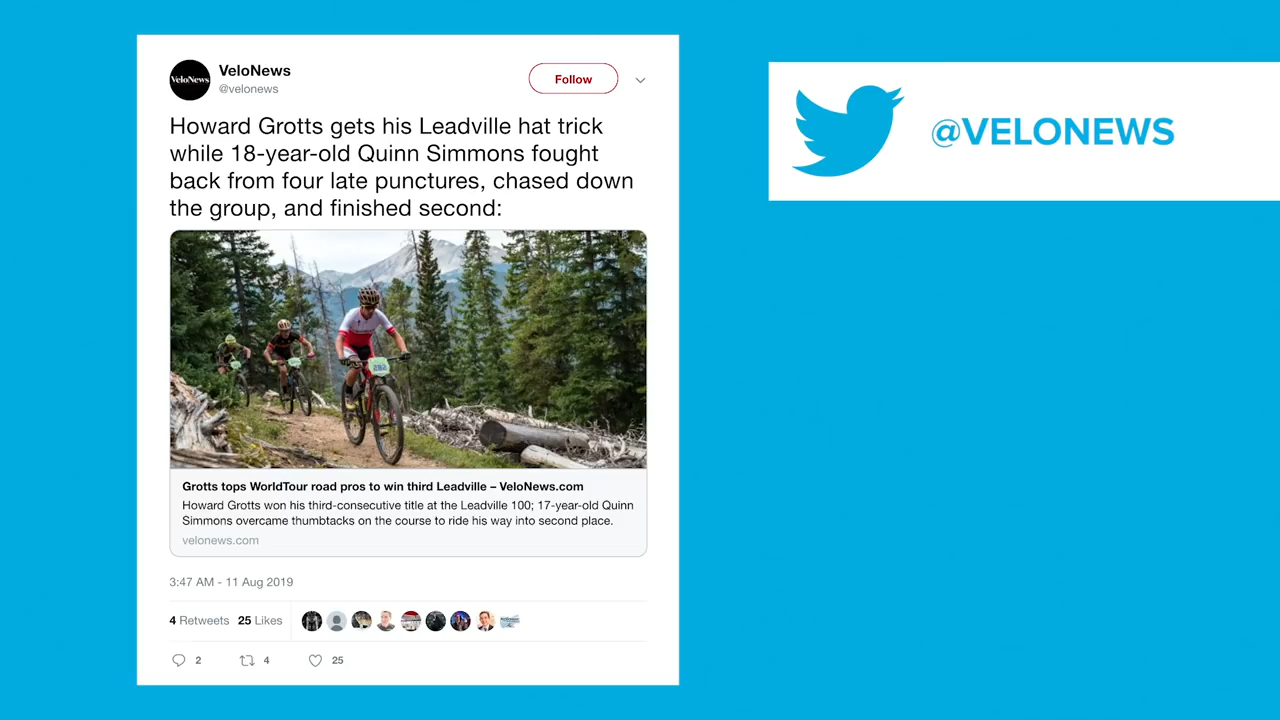 VeloNews
VeloNews
@velonews
Follow
Howard Grotts gets his Leadville hat trick
while 18-year-old Quinn Simmons fought
back from four late punctures, chased down
the group, and finished second:
282
Grotts tops WorldTour road pros to win third Leadville – VeloNews.com
Howard Grotts won his third-consecutive title at the Leadville 100; 17-year-old Quinn
Simmons overcame thumbtacks on the course to ride his way into second place.
velonews.com
3:47 AM - 11 Aug 2019
4 Retweets 25 Likes
2 4 25
@VELONEWS